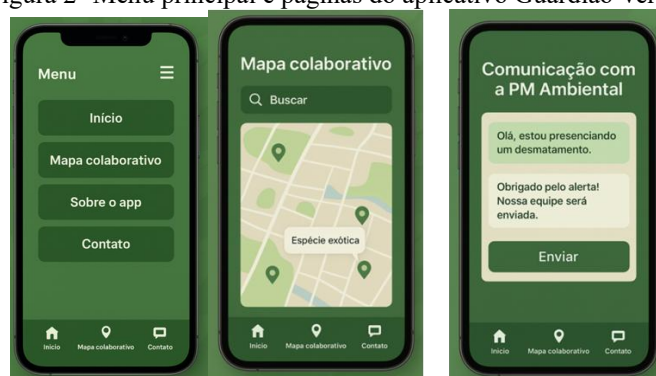 Figura 2- Menu principal e páginas do aplicativo Guardião
Menu
Início
Mapa colaborativo
Sobre o app
Contato
Início
Mapa colaborativo
Contato
Mapa colaborativo
Buscar
Espécie exótica
Início
Mapa colaborativo
Contato
Comunicação com
a PM Ambiental
Olá, estou presenciando
um desmatamento.
Obrigado pelo alerta!
Nossa equipe será
enviada.
Enviar
Início
Mapa colaborativo
Contato